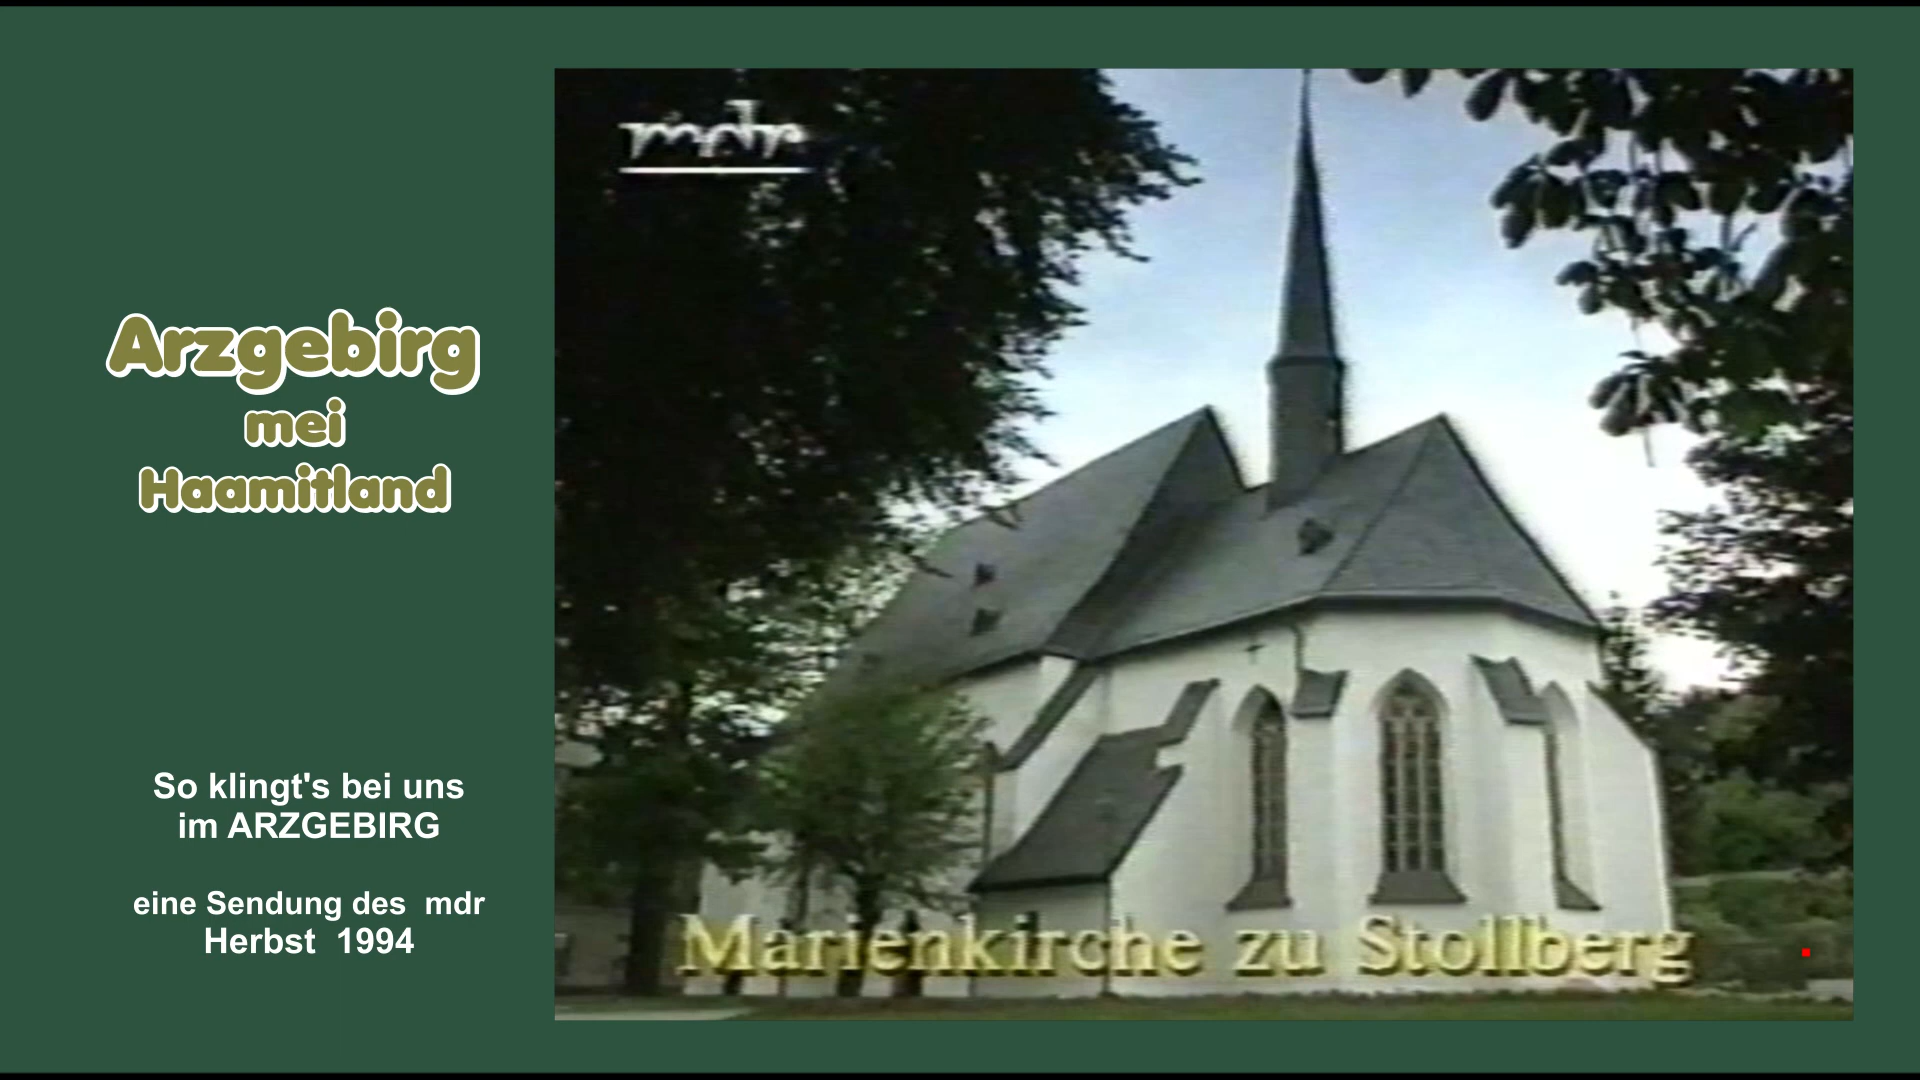 Arzgebirg
mei
Haamitland
So klingt's bei uns
im ARZGEBIRG
eine Sendung des mdr
Herbst 1994
mdr
Marienkirche zu Stollberg